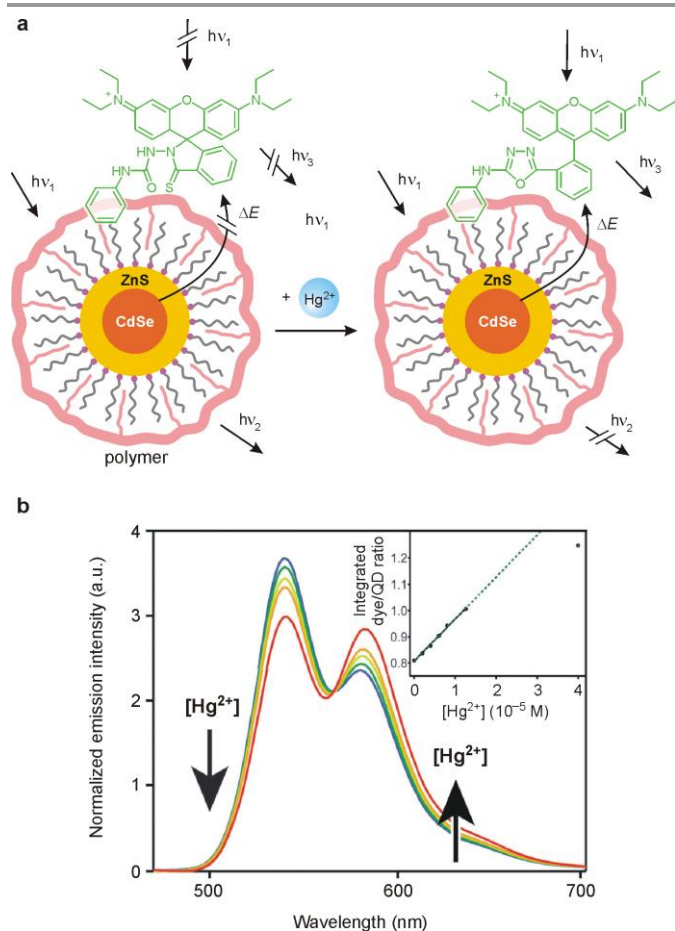 a
hν₁
hν₁
N
+
O
N
N
+
O
N
HN
N
H
N
O
S
hν₃
N
N
hν₃
hν₁
HN
O
hν₁
hν₁
ΔE
ΔE
ZnS
ZnS
CdSe
+ Hg²⁺
CdSe
hν₂
hν₂
polymer
b
4
3
2
1
0
Normalized emission intensity (a.u.)
500
600
700
Wavelength (nm)
[Hg²⁺]
[Hg²⁺]
Integrated
dye/QD ratio
1.2
1.1
1.0
0.9
0.8
0
1
2
3
4
[Hg²⁺] (10⁻⁵ M)